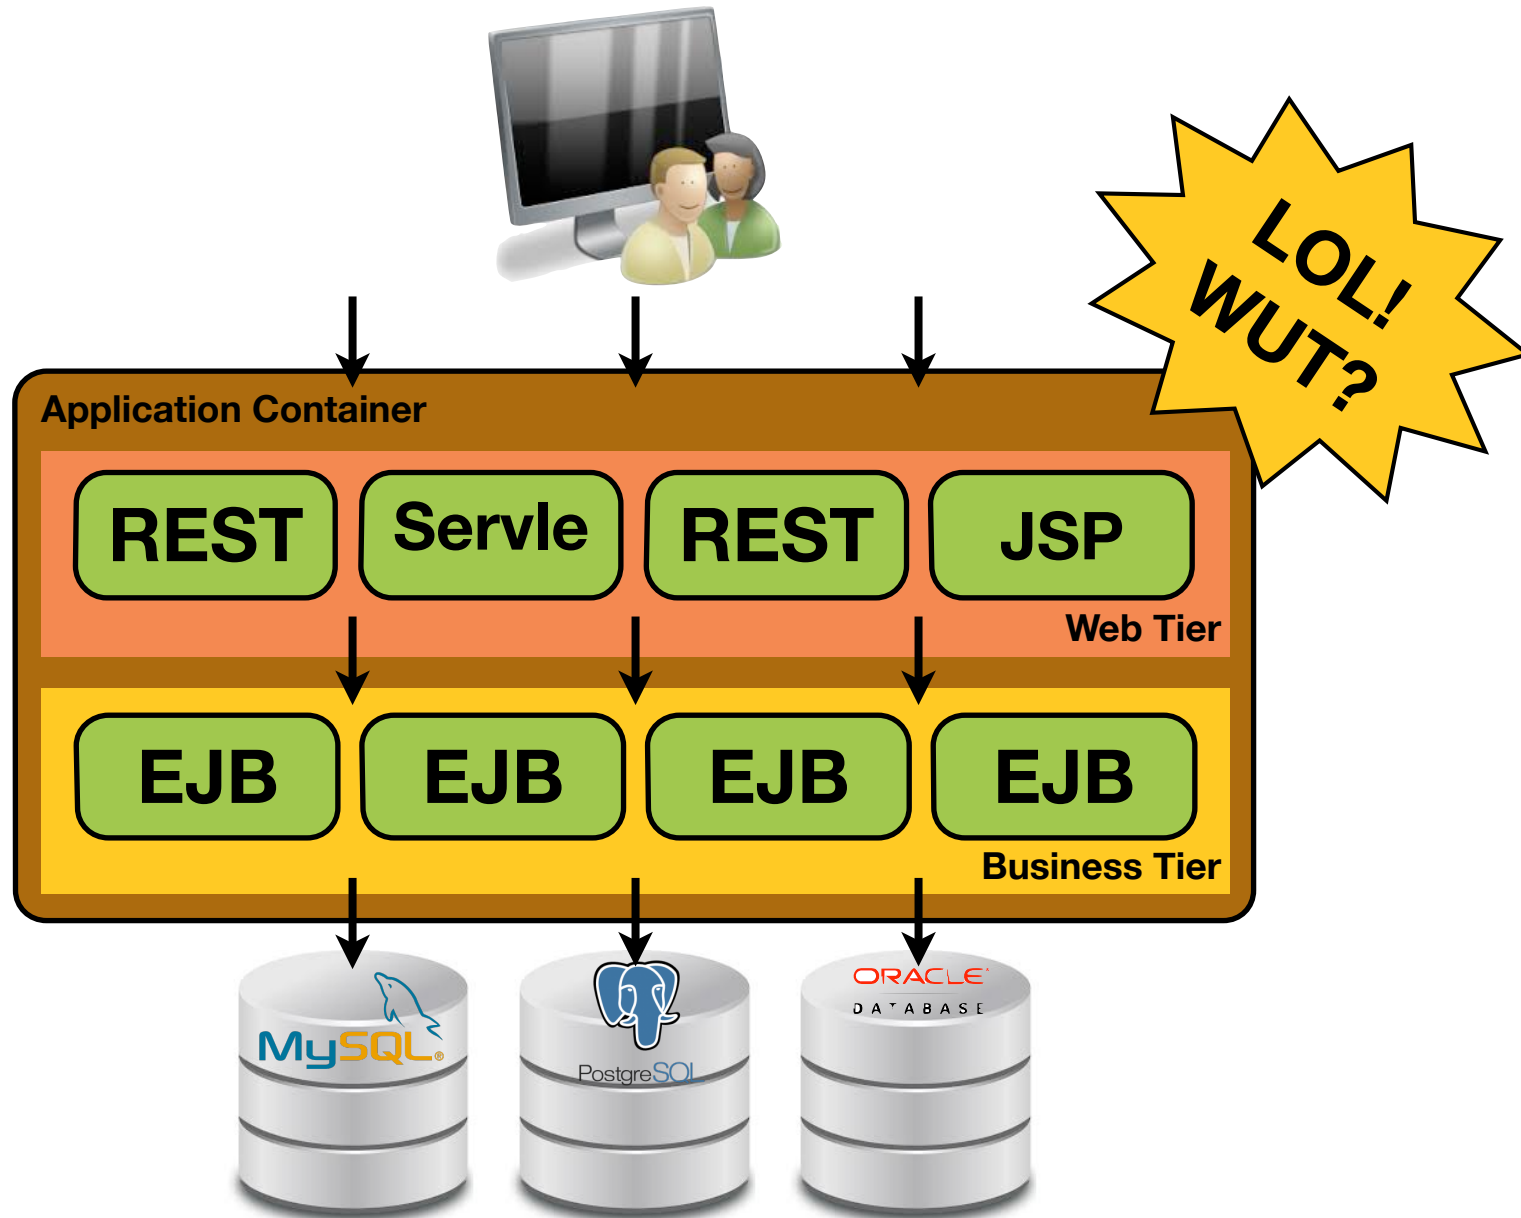 LOL!
WUT?
Application Container
REST
Servle
REST
JSP
Web Tier
EJB
EJB
EJB
EJB
Business Tier
MySQL®
PostgreSQL
ORACLE
DATABASE